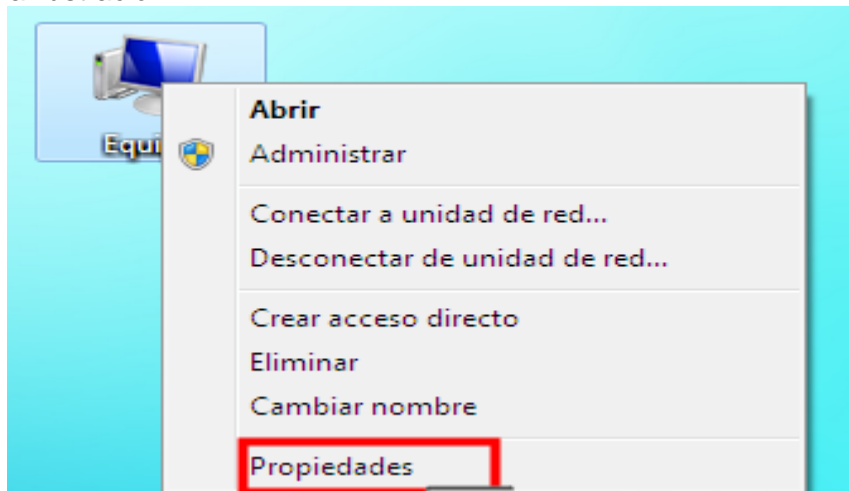 Abrir
Administrar
Conectar a unidad de red...
Desconectar de unidad de red...
Crear acceso directo
Eliminar
Cambiar nombre
Propiedades